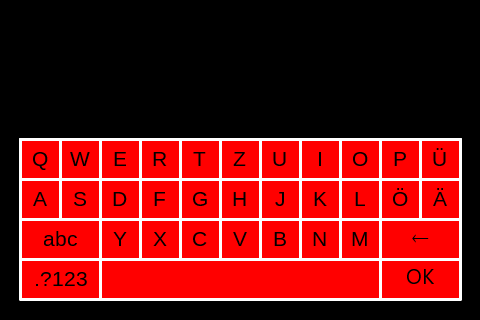 Q W E R T Z U I O P Ü
A S D F G H J K L Ö Ä
abc Y X C V B N M ←
.?123 OK